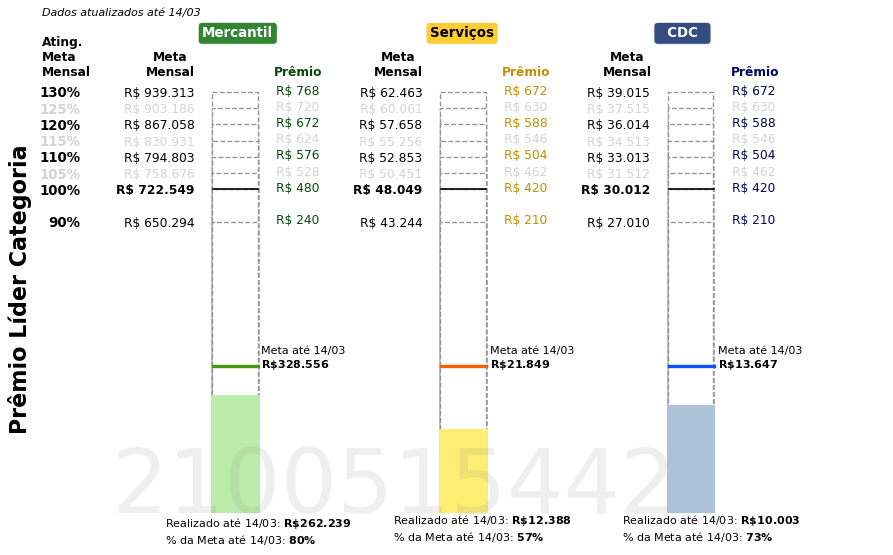 Dados atualizados até 14/03
Mercantil Serviços CDC
Ating. Meta Mensal
Meta Mensal Prêmio Meta Mensal Prêmio Meta Mensal Prêmio
130% R$ 939.313 R$ 768 R$ 62.463 R$ 672 R$ 39.015 R$ 672
125% R$ 903.186 R$ 720 R$ 60.061 R$ 630 R$ 37.515 R$ 630
120% R$ 867.058 R$ 672 R$ 57.658 R$ 588 R$ 36.014 R$ 588
115% R$ 830.931 R$ 624 R$ 55.256 R$ 546 R$ 34.513 R$ 546
110% R$ 794.803 R$ 576 R$ 52.853 R$ 504 R$ 33.013 R$ 504
105% R$ 758.676 R$ 528 R$ 50.451 R$ 462 R$ 31.512 R$ 462
100% R$ 722.549 R$ 480 R$ 48.049 R$ 420 R$ 30.012 R$ 420
90% R$ 650.294 R$ 240 R$ 43.244 R$ 210 R$ 27.010 R$ 210
Prêmio Líder Categoria
Meta até 14/03 Meta até 14/03 Meta até 14/03
R$328.556 R$21.849 R$13.647
2100515442
Realizado até 14/03: R$262.239 Realizado até 14/03: R$12.388 Realizado até 14/03: R$10.003
% da Meta até 14/03: 80% % da Meta até 14/03: 57% % da Meta até 14/03: 73%